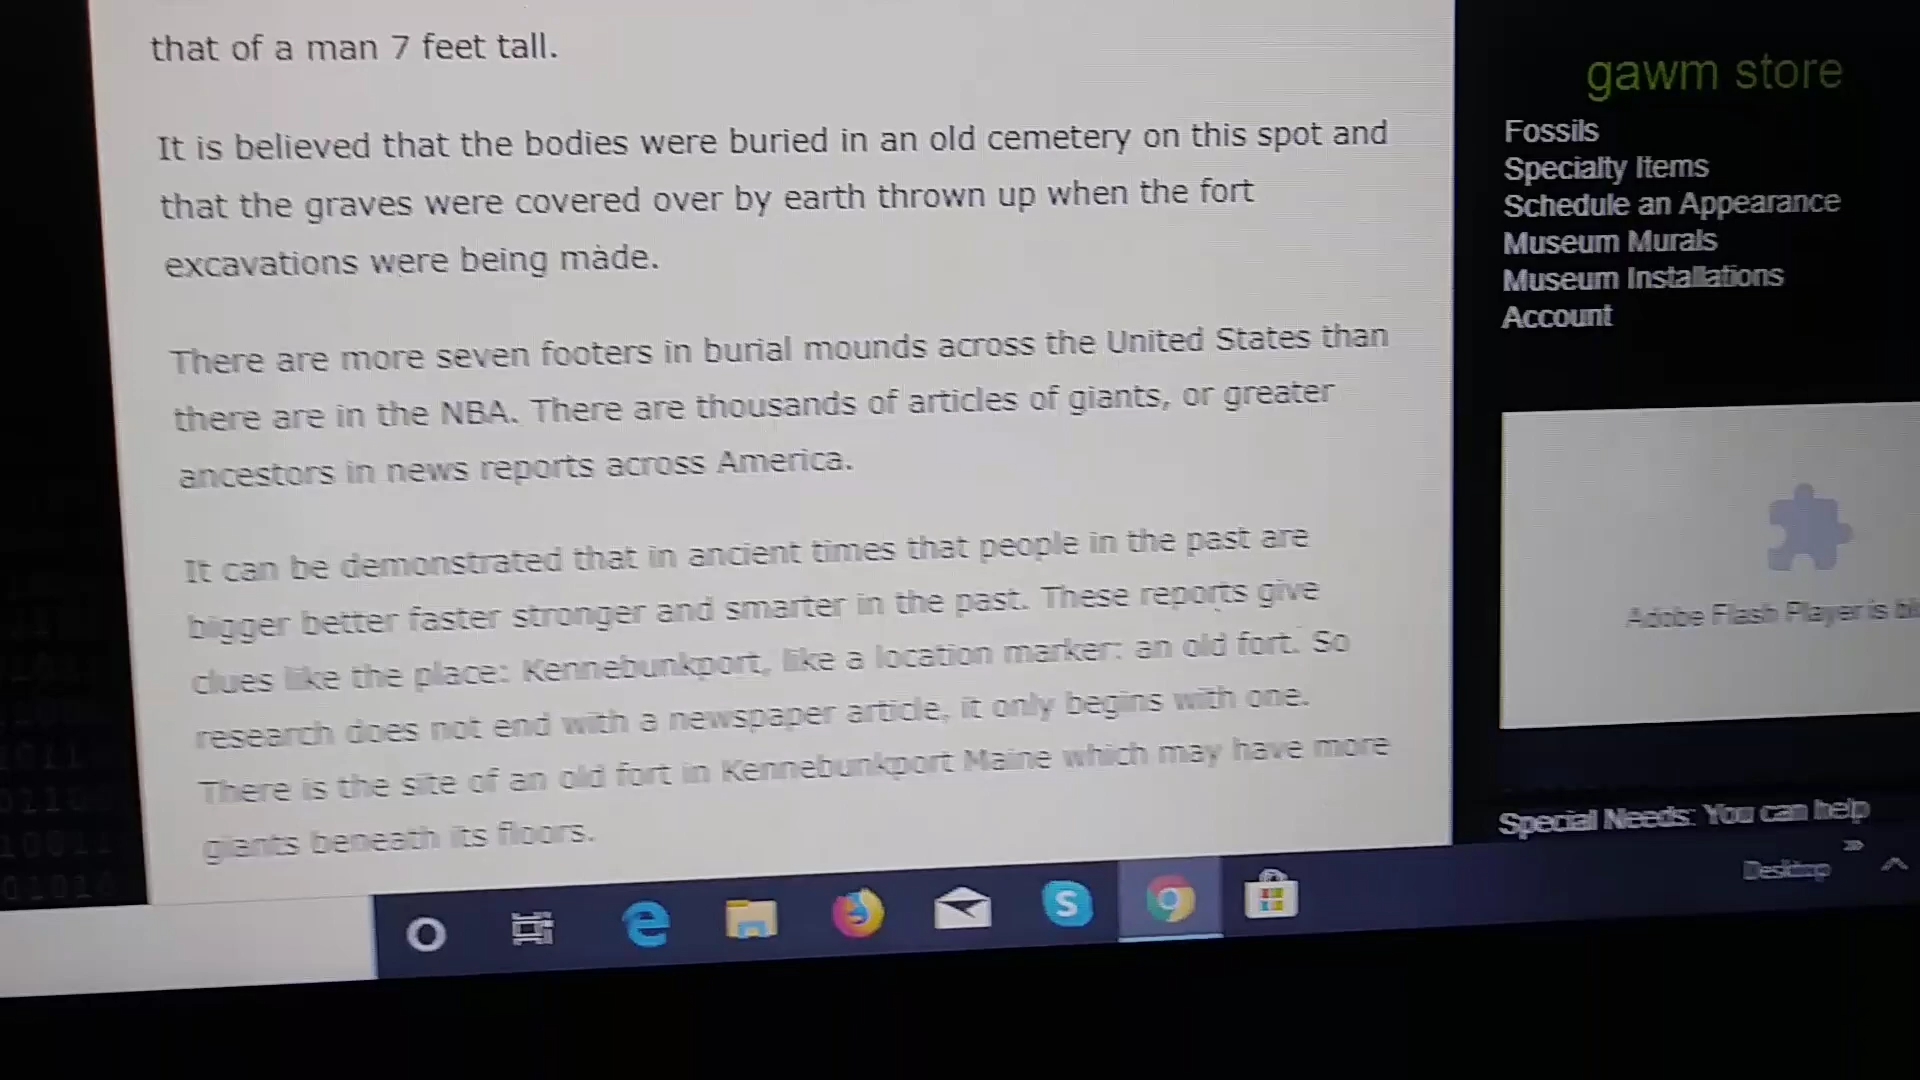 that of a man 7 feet tall.
It is believed that the bodies were buried in an old cemetery on this spot and
that the graves were covered over by earth thrown up when the fort
excavations were being made.
There are more seven footers in burial mounds across the United States than
there are in the NBA. There are thousands of articles of giants, or greater
ancestors in news reports across America.
It can be demonstrated that in ancient times that people in the past are
bigger better faster stronger and smarter in the past. These reports give
clues like the place: Kennebunkport, like a location marker: an old fort. So
research does not end with a newspaper article, it only begins with one.
There is the site of an old fort in Kennebunkport Maine which may have more
giants beneath its floors.
gawm store
Fossils
Specialty Items
Schedule an Appearance
Museum Murals
Museum Installations
Account
Adobe Flash Player is
Special Needs: You can help
Desktop